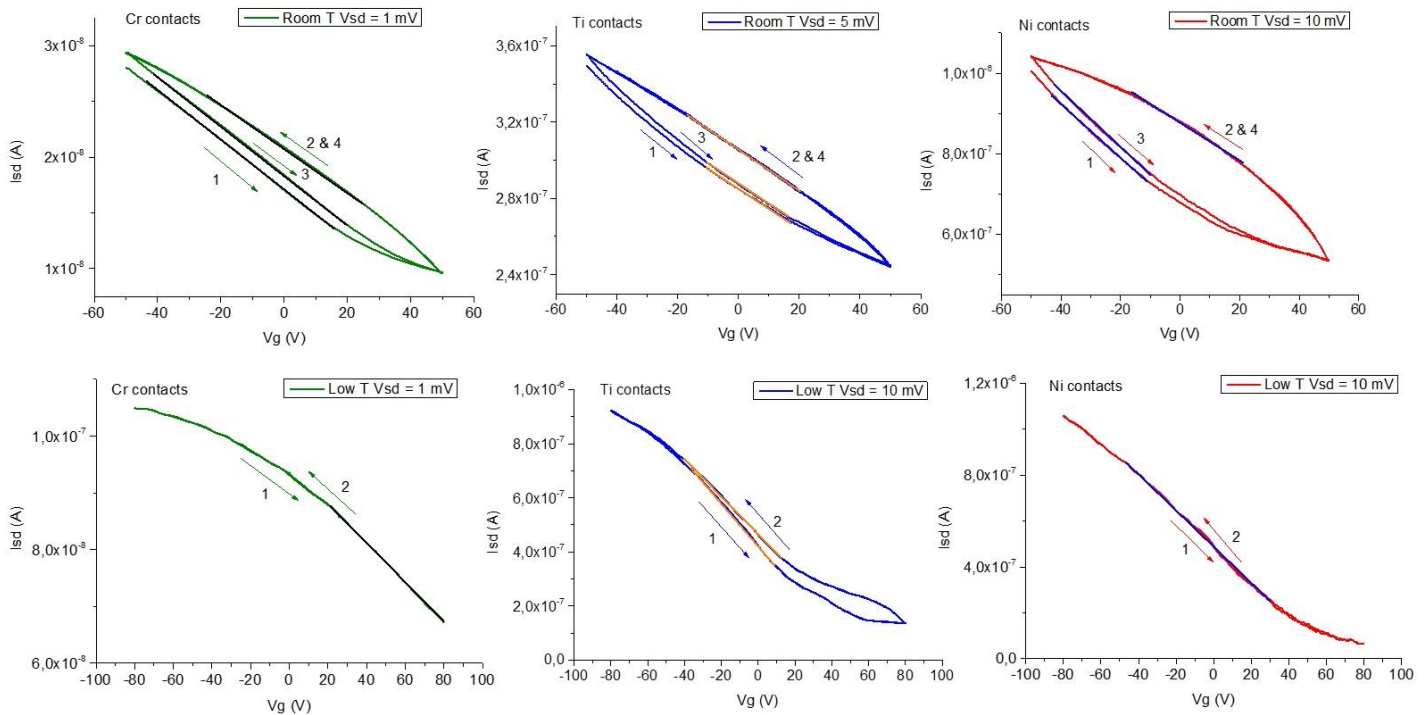 Cr contacts
Room T Vsd = 1 mV
3x10⁻⁸
2x10⁻⁸
1x10⁻⁸
Isd (A)
1
3
2 & 4
-60 -40 -20 0 20 40 60
Vg (V)
Ti contacts
Room T Vsd = 5 mV
3,6x10⁻⁷
3,2x10⁻⁷
2,8x10⁻⁷
2,4x10⁻⁷
Isd (A)
1
3
2 & 4
-60 -40 -20 0 20 40 60
Vg (V)
Ni contacts
Room T Vsd = 10 mV
1,0x10⁻⁶
8,0x10⁻⁷
6,0x10⁻⁷
Isd (A)
1
3
2 & 4
-60 -40 -20 0 20 40 60
Vg (V)
Cr contacts
Low T Vsd = 1 mV
1,0x10⁻⁷
8,0x10⁻⁸
6,0x10⁻⁸
Isd (A)
1
2
-100 -80 -60 -40 -20 0 20 40 60 80 100
Vg (V)
Ti contacts
Low T Vsd = 10 mV
1,0x10⁻⁶
8,0x10⁻⁷
6,0x10⁻⁷
4,0x10⁻⁷
2,0x10⁻⁷
0,0
Isd (A)
1
2
-100 -80 -60 -40 -20 0 20 40 60 80 100
Vg (V)
Ni contacts
Low T Vsd = 10 mV
1,2x10⁻⁶
8,0x10⁻⁷
4,0x10⁻⁷
0,0
Isd (A)
1
2
-100 -80 -60 -40 -20 0 20 40 60 80 100
Vg (V)